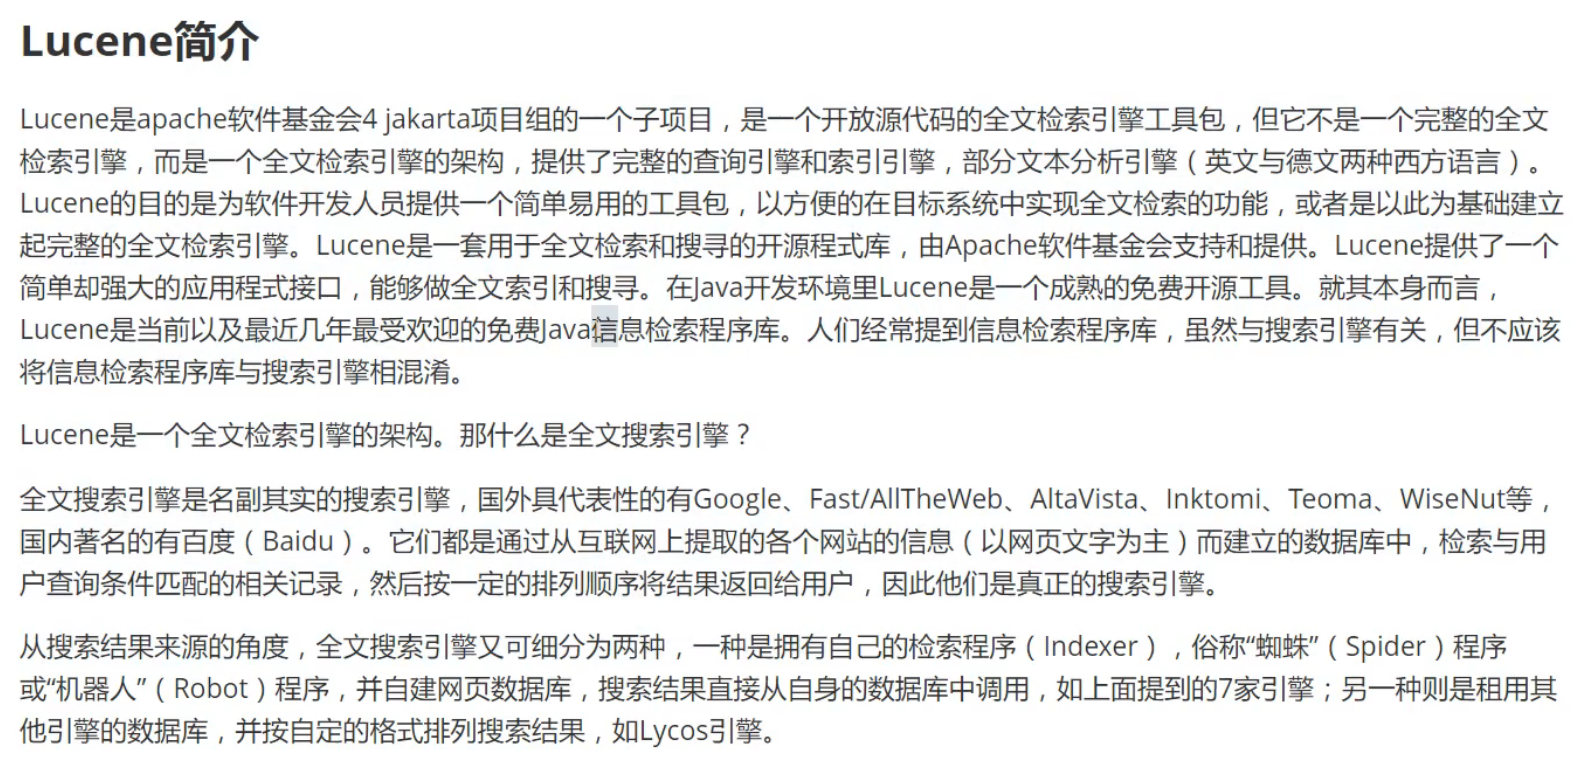 Lucene简介
Lucene是apache软件基金会4 jakarta项目组的一个子项目，是一个开放源代码的全文检索引擎工具包，但它不是一个完整的全文
检索引擎，而是一个全文检索引擎的架构，提供了完整的查询引擎和索引引擎，部分文本分析引擎（英文与德文两种西方语言）。
Lucene的目的是为软件开发人员提供一个简单易用的工具包，以方便的在目标系统中实现全文检索的功能，或者是以此为基础建立
起完整的全文检索引擎。Lucene是一套用于全文检索和搜寻的开源程式库，由Apache软件基金会支持和提供。Lucene提供了一个
简单却强大的应用程式接口，能够做全文索引和搜寻。在Java开发环境里Lucene是一个成熟的免费开源工具。就其本身而言，
Lucene是当前以及最近几年最受欢迎的免费Java信息检索程序库。人们经常提到信息检索程序库，虽然与搜索引擎有关，但不应该
将信息检索程序库与搜索引擎相混淆。
Lucene是一个全文检索引擎的架构。那什么是全文搜索引擎？
全文搜索引擎是名副其实的搜索引擎，国外具代表性的有Google、Fast/AllTheWeb、AltaVista、Inktomi、Teoma、WiseNut等，
国内著名的有百度（Baidu）。它们都是通过从互联网上提取的各个网站的信息（以网页文字为主）而建立的数据库中，检索与用
户查询条件匹配的相关记录，然后按一定的排列顺序将结果返回给用户，因此他们是真正的搜索引擎。
从搜索结果来源的角度，全文搜索引擎又可细分为两种，一种是拥有自己的检索程序（Indexer），俗称“蜘蛛”（Spider）程序
或“机器人”（Robot）程序，并自建网页数据库，搜索结果直接从自身的数据库中调用，如上面提到的7家引擎；另一种则是租用其
他引擎的数据库，并按自定的格式排列搜索结果，如Lycos引擎。